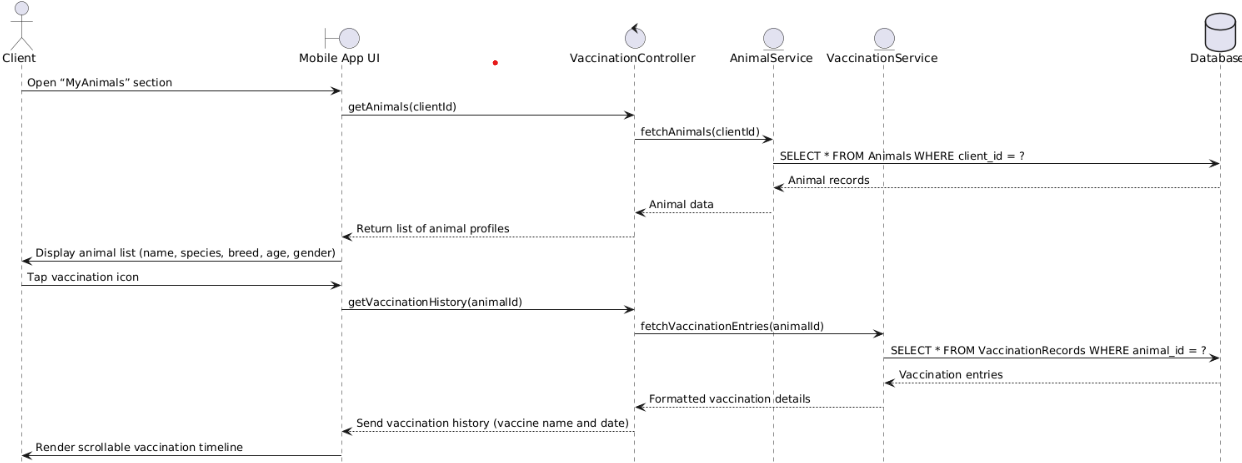 Client
Mobile App UI
VaccinationController
AnimalService
VaccinationService
Database
Open “MyAnimals” section
getAnimals(clientId)
fetchAnimals(clientId)
SELECT * FROM Animals WHERE client_id = ?
Animal records
Animal data
Return list of animal profiles
Display animal list (name, species, breed, age, gender)
Tap vaccination icon
getVaccinationHistory(animalId)
fetchVaccinationEntries(animalId)
SELECT * FROM VaccinationRecords WHERE animal_id = ?
Vaccination entries
Formatted vaccination details
Send vaccination history (vaccine name and date)
Render scrollable vaccination timeline